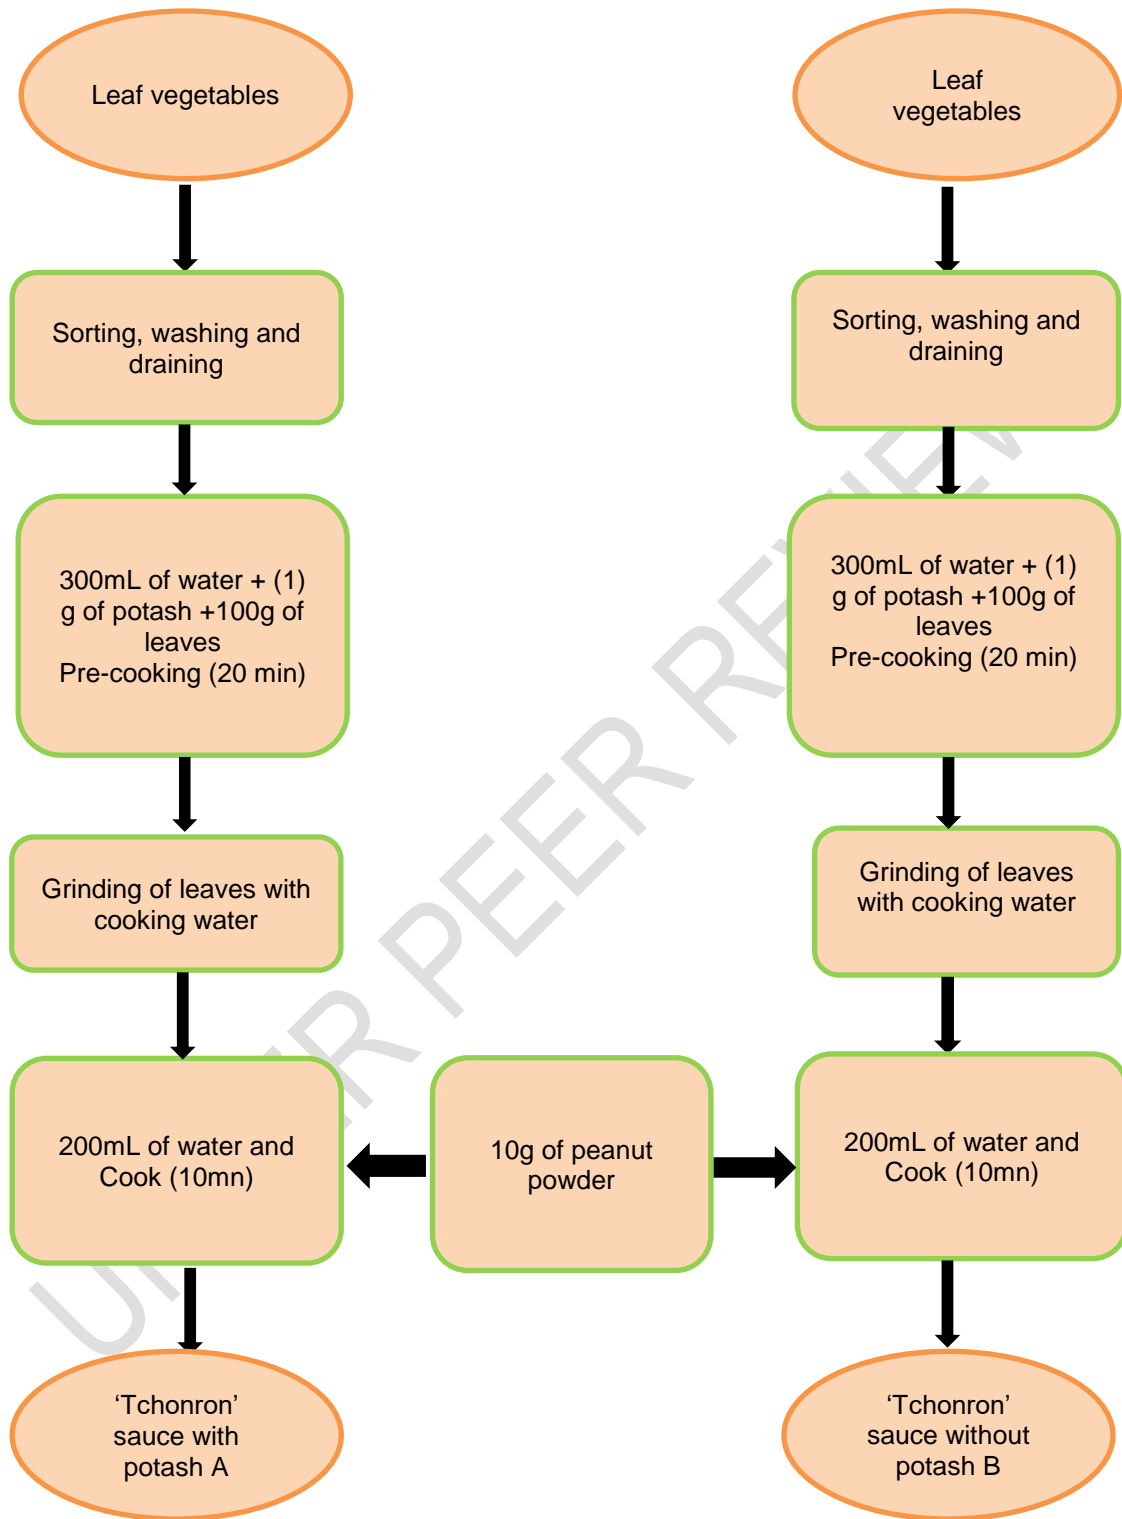 Leaf vegetables
Sorting, washing and
draining
300mL of water + (1)
g of potash +100g of
leaves
Pre-cooking (20 min)
Grinding of leaves with
cooking water
200mL of water and
Cook (10mn)
‘Tchonron’
sauce with
potash A
10g of peanut
powder
Leaf
vegetables
Sorting, washing and
draining
300mL of water + (1)
g of potash +100g of
leaves
Pre-cooking (20 min)
Grinding of leaves
with cooking water
200mL of water and
Cook (10mn)
‘Tchonron’
sauce without
potash B
UNDER PEER REVIEW